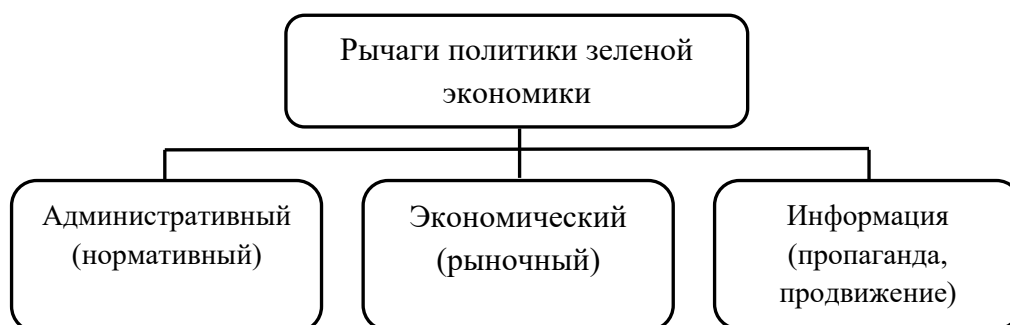 Рычаги политики зеленой
экономики
Административный
(нормативный)
Экономический
(рыночный)
Информация
(пропаганда,
продвижение)